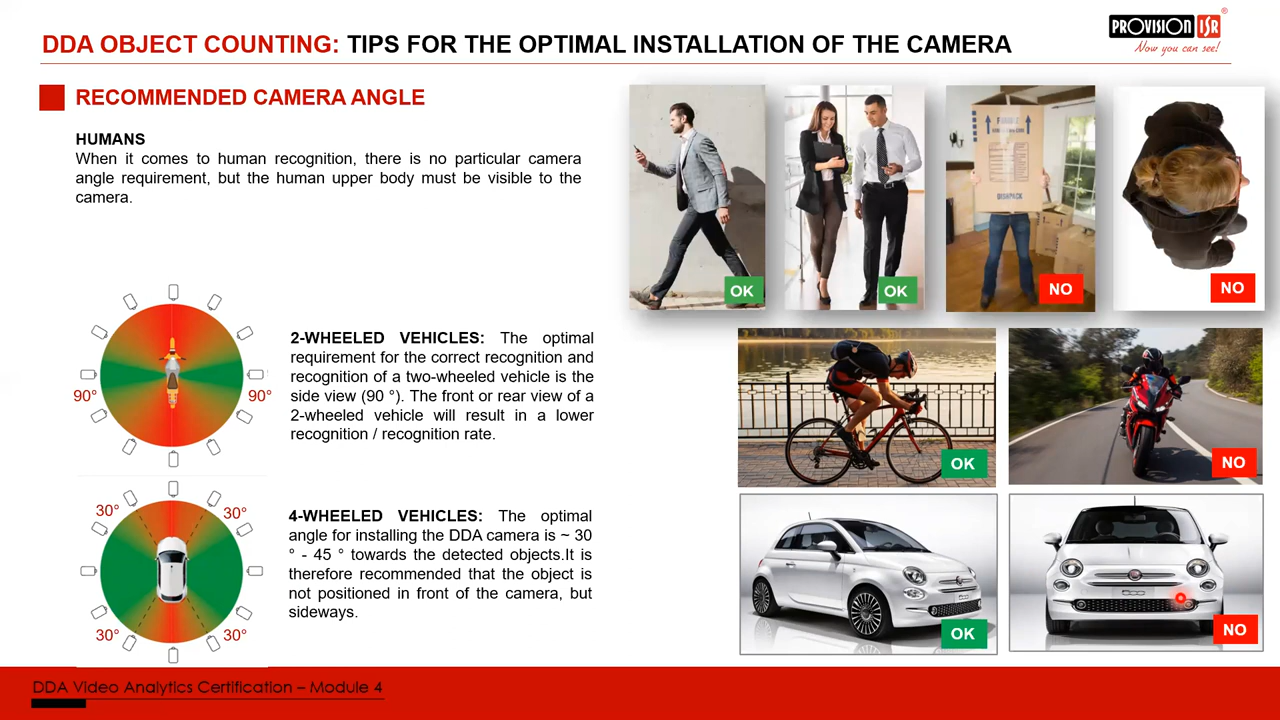 DDA OBJECT COUNTING: TIPS FOR THE OPTIMAL INSTALLATION OF THE CAMERA
PROVISION ISR
®
Now you can see!
RECOMMENDED CAMERA ANGLE
HUMANS
When it comes to human recognition, there is no particular camera
angle requirement, but the human upper body must be visible to the
camera.
OK
OK
NO
NO
90°
90°
2-WHEELED VEHICLES: The optimal
requirement for the correct recognition and
recognition of a two-wheeled vehicle is the
side view (90 °). The front or rear view of a
2-wheeled vehicle will result in a lower
recognition / recognition rate.
OK
NO
30°
30°
30°
30°
4-WHEELED VEHICLES: The optimal
angle for installing the DDA camera is ~ 30
° - 45 ° towards the detected objects.It is
therefore recommended that the object is
not positioned in front of the camera, but
sideways.
OK
NO
DDA Video Analytics Certification – Module 4